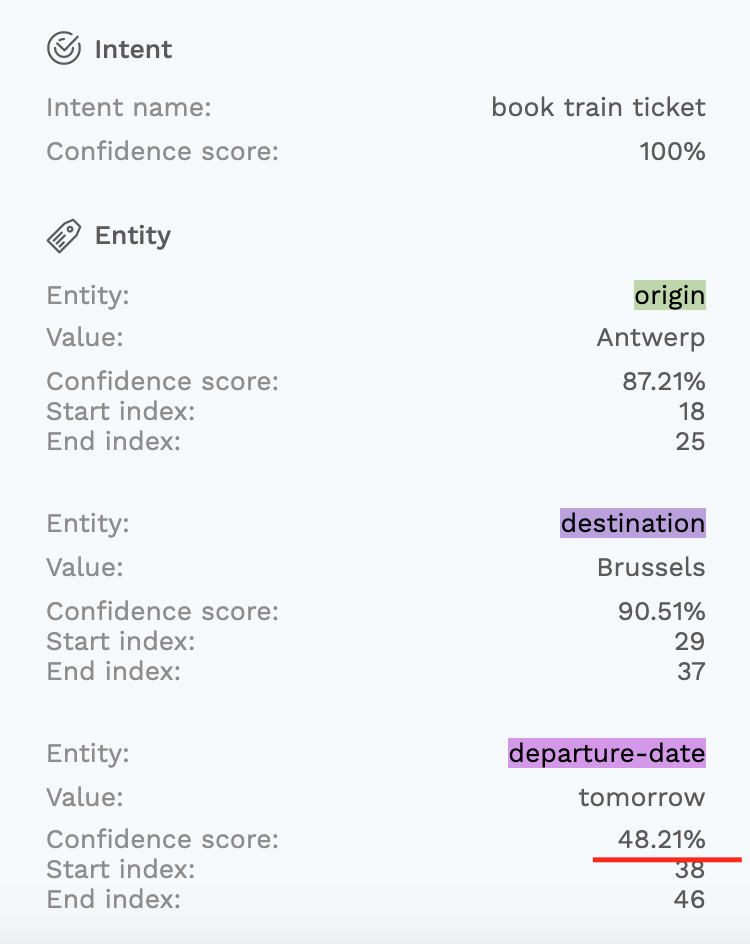 Intent
Intent name: book train ticket
Confidence score: 100%
Entity
Entity: origin
Value: Antwerp
Confidence score: 87.21%
Start index: 18
End index: 25
Entity: destination
Value: Brussels
Confidence score: 90.51%
Start index: 29
End index: 37
Entity: departure-date
Value: tomorrow
Confidence score: 48.21%
Start index: 38
End index: 46